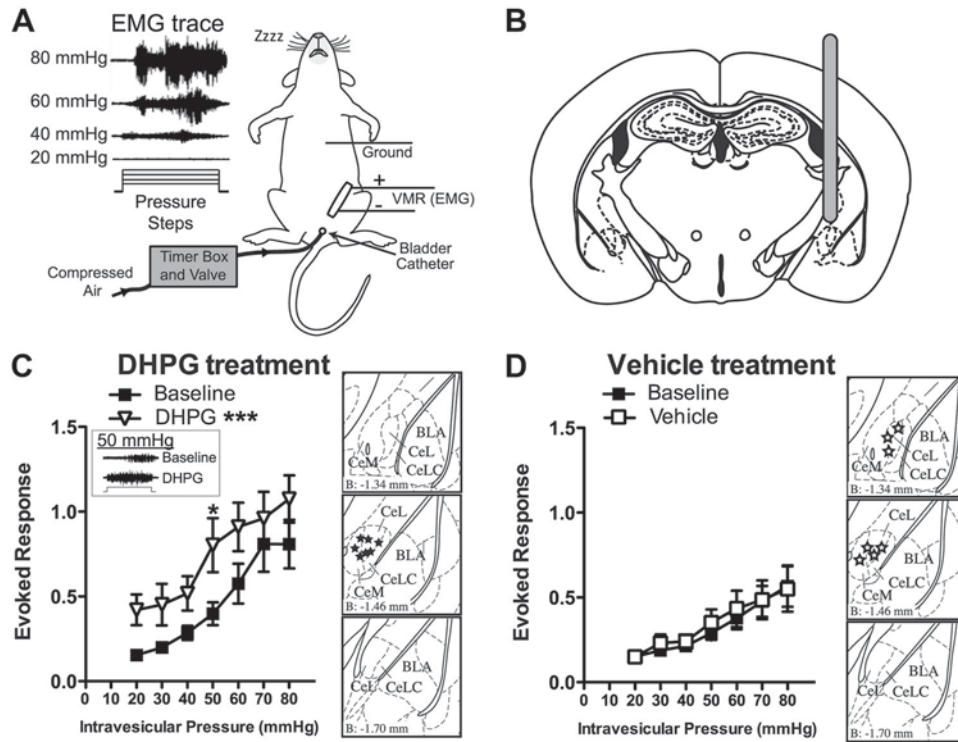 A
EMG trace
80 mmHg
60 mmHg
40 mmHg
20 mmHg
Pressure
Steps
Zzzz
Ground
+
-
VMR (EMG)
Bladder
Catheter
Timer Box
and Valve
Compressed
Air
B
C
DHPG treatment
Baseline
DHPG ***
50 mmHg
Baseline
DHPG
*
Evoked Response
1.5
1.0
0.5
0.0
10 20 30 40 50 60 70 80 90
Intravesicular Pressure (mmHg)
BLA
CeL
CeM
CeLC
B: -1.34 mm
CeL
BLA
CeLC
CeM
B: -1.46 mm
BLA
CeL
CeLC
B: -1.70 mm
D
Vehicle treatment
Baseline
Vehicle
Evoked Response
1.5
1.0
0.5
0.0
10 20 30 40 50 60 70 80 90
Intravesicular Pressure (mmHg)
BLA
CeL
CeM
CeLC
B: -1.34 mm
CeL
BLA
CeLC
CeM
B: -1.46 mm
BLA
CeL
CeLC
B: -1.70 mm